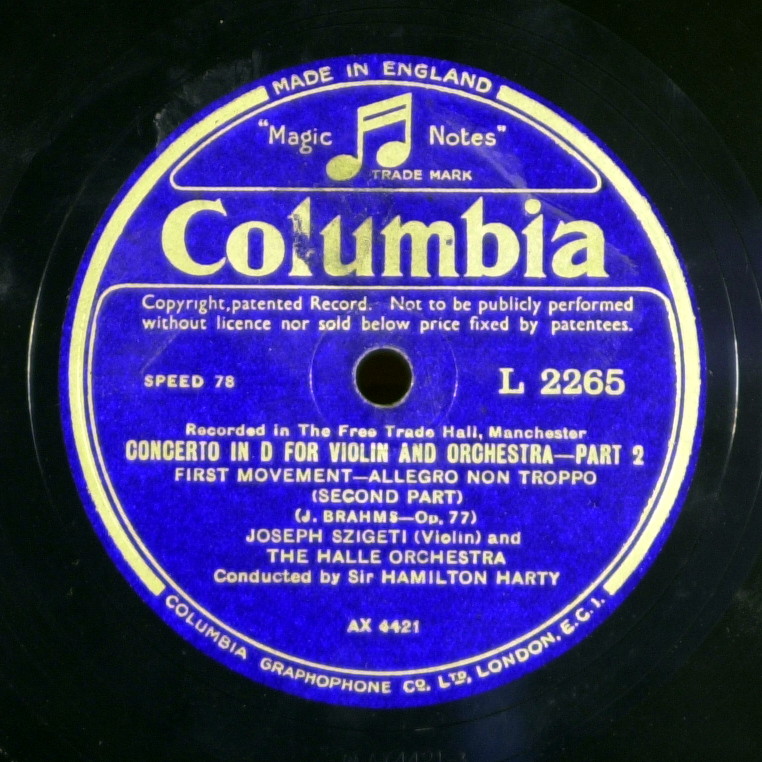 MADE IN ENGLAND
"Magic Notes"
TRADE MARK
Columbia
Copyright, patented Record. Not to be publicly performed
without licence nor sold below price fixed by patentees.
SPEED 78
L 2265
Recorded in The Free Trade Hall, Manchester
CONCERTO IN D FOR VIOLIN AND ORCHESTRA—PART 2
FIRST MOVEMENT—ALLEGRO NON TROPPO
(SECOND PART)
(J. BRAHMS—Op. 77)
JOSEPH SZIGETI (Violin) and
THE HALLE ORCHESTRA
Conducted by Sir HAMILTON HARTY
AX 4421
COLUMBIA GRAPHOPHONE CO. LTD, LONDON, E.C.1.